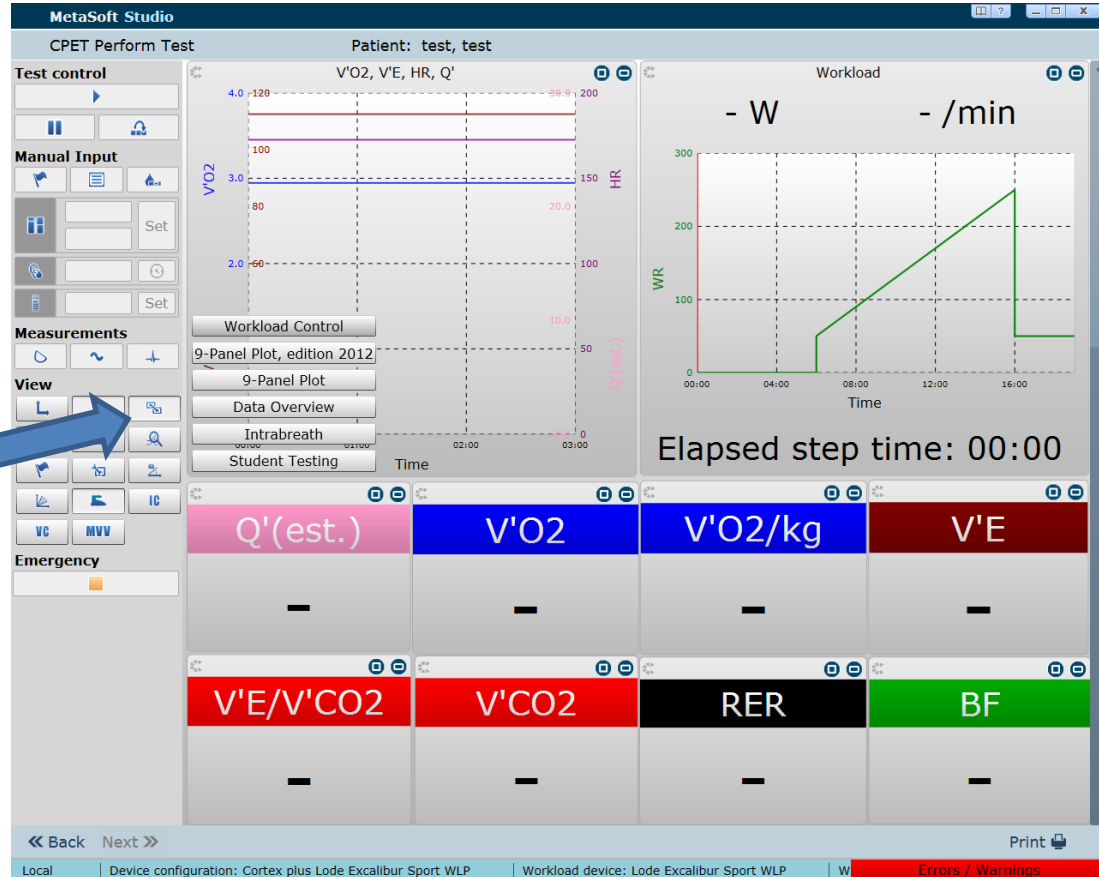 MetaSoft Studio
CPET Perform Test
Patient: test, test
Test control
Manual Input
Set
Set
Measurements
View
IC
VC
MVV
Emergency
V'O2, V'E, HR, Q'
4.0
120
30.0
200
100
V'O2
3.0
150
HR
80
20.0
2.0
60
100
10.0
50
Q'(est.)
0
00:00
01:00
02:00
03:00
Time
Workload Control
9-Panel Plot, edition 2012
9-Panel Plot
Data Overview
Intrabreath
Student Testing
Workload
- W
- /min
300
200
WR
100
0
00:00
04:00
08:00
12:00
16:00
Time
Elapsed step time: 00:00
Q'(est.)
V'O2
V'O2/kg
V'E
-
-
-
-
V'E/V'CO2
V'CO2
RER
BF
-
-
-
-
Back
Next
Print
Local
Device configuration: Cortex plus Lode Excalibur Sport WLP
Workload device: Lode Excalibur Sport WLP
W
Errors / Warnings